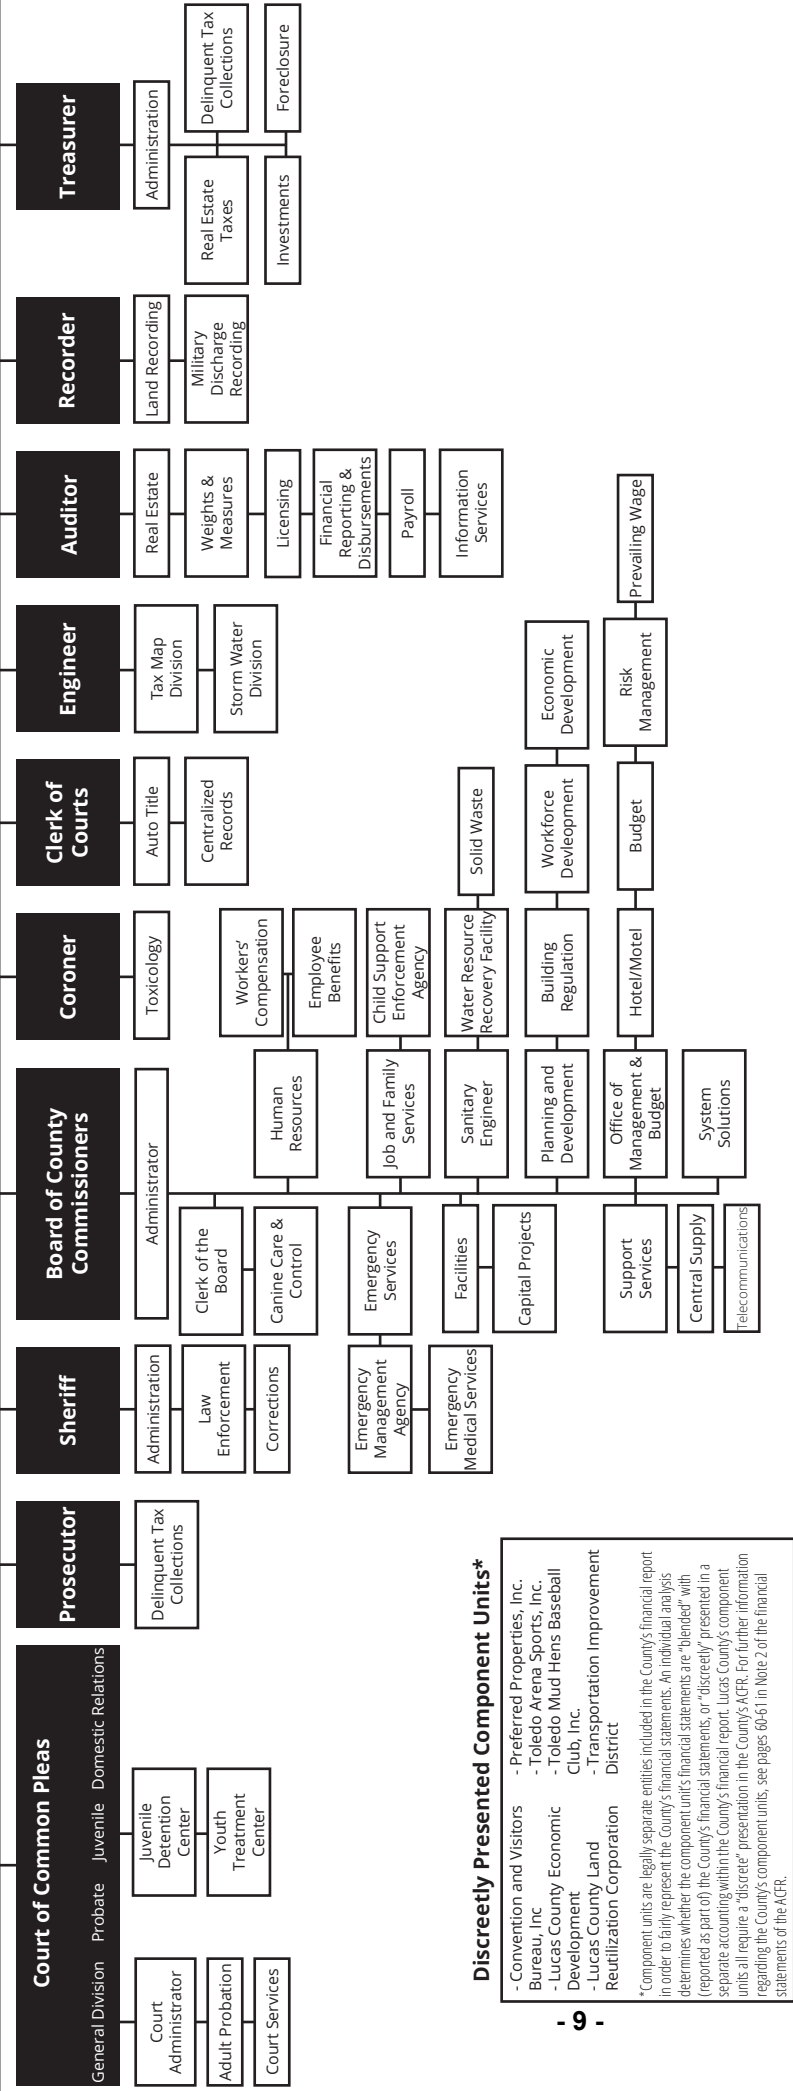 Court of Common Pleas
General Division
Probate
Juvenile
Domestic Relations
Court
Administrator
Adult Probation
Court Services
Juvenile
Detention
Center
Youth
Treatment
Center
Prosecutor
Delinquent Tax
Collections
Sheriff
Administration
Law
Enforcement
Corrections
Board of County
Commissioners
Administrator
Clerk of the
Board
Canine Care &
Control
Human
Resources
Workers'
Compensation
Employee
Benefits
Emergency
Services
Emergency
Management
Agency
Emergency
Medical Services
Job and Family
Services
Child Support
Enforcement
Agency
Facilities
Capital Projects
Sanitary
Engineer
Water Resource
Recovery Facility
Solid Waste
Planning and
Development
Building
Regulation
Workforce
Devleopment
Economic
Development
Support
Services
Central Supply
Telecommunications
Office of
Management &
Budget
Hotel/Motel
Budget
Risk
Management
Prevailing Wage
System
Solutions
Coroner
Toxicology
Clerk of
Courts
Auto Title
Centralized
Records
Engineer
Tax Map
Division
Storm Water
Division
Auditor
Real Estate
Weights &
Measures
Licensing
Financial
Reporting &
Disbursements
Payroll
Information
Services
Recorder
Land Recording
Military
Discharge
Recording
Treasurer
Administration
Real Estate
Taxes
Delinquent Tax
Collections
Investments
Foreclosure
Discreetly Presented Component Units*
- Convention and Visitors
Bureau, Inc
- Lucas County Economic
Development
- Lucas County Land
Reutilization Corporation
- Preferred Properties, Inc.
- Toledo Arena Sports, Inc.
- Toledo Mud Hens Baseball
Club, Inc.
- Transportation Improvement
District
*Component units are legally separate entities included in the County's financial report
in order to fairly represent the County's financial statements. An individual analysis
determines whether the component unit's financial statements are "blended" with
(reported as part of) the County's financial statements, or "discreetly" presented in a
separate accounting within the County's financial report. Lucas County's component
units all require a "discrete" presentation in the County's ACFR. For further information
regarding the County's component units, see pages 60-61 in Note 2 of the financial
statements of the ACFR.
- 9 -